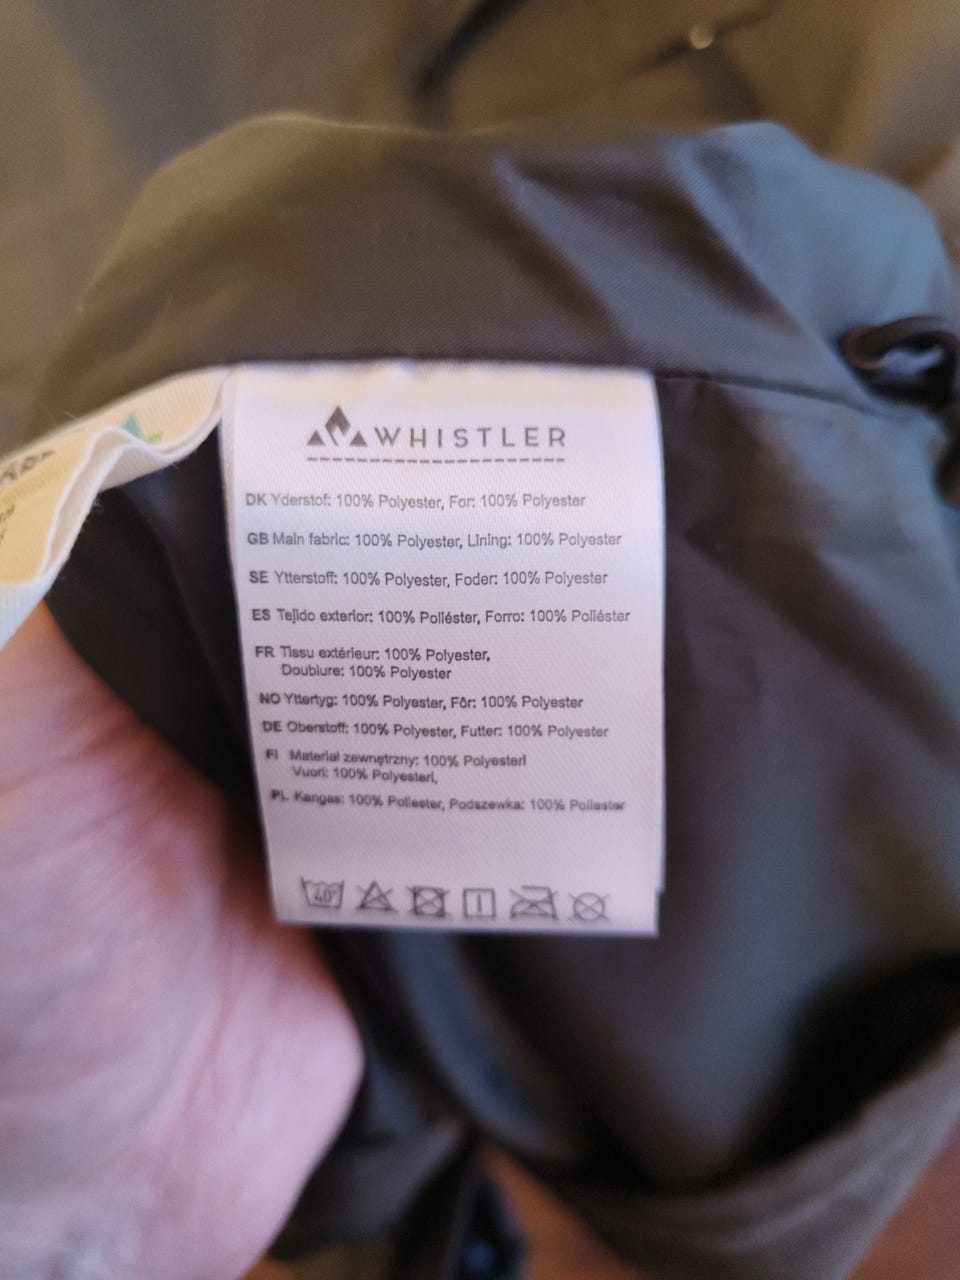 WHISTLER
DK Yderstof: 100% Polyester, For: 100% Polyester
GB Main fabric: 100% Polyester, Lining: 100% Polyester
SE Ytterstoff: 100% Polyester, Foder: 100% Polyester
ES Tejido exterior: 100% Poliéster, Forro: 100% Poliéster
FR Tissu extérieur: 100% Polyester,
Doublure: 100% Polyester
NO Yttertyg: 100% Polyester, Fôr: 100% Polyester
DE Oberstoff: 100% Polyester, Futter: 100% Polyester
FI Material zewnętrzny: 100% Polyesteri
Vuori: 100% Polyesteri,
PL Kangas: 100% Poliester, Podszewka: 100% Poliester
40°